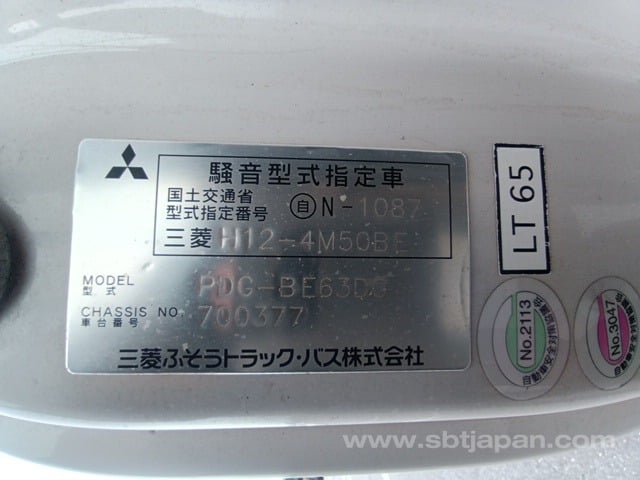 騒音型式指定車
国土交通省
型式指定番号 自 N-1087
三菱 H12-4M50BE
MODEL
型式
PDG-BE63DG
CHASSIS NO.
車台番号
700377
三菱ふそうトラック・バス株式会社
LT 65
No.2113
No.3047
www.sbtjapan.com